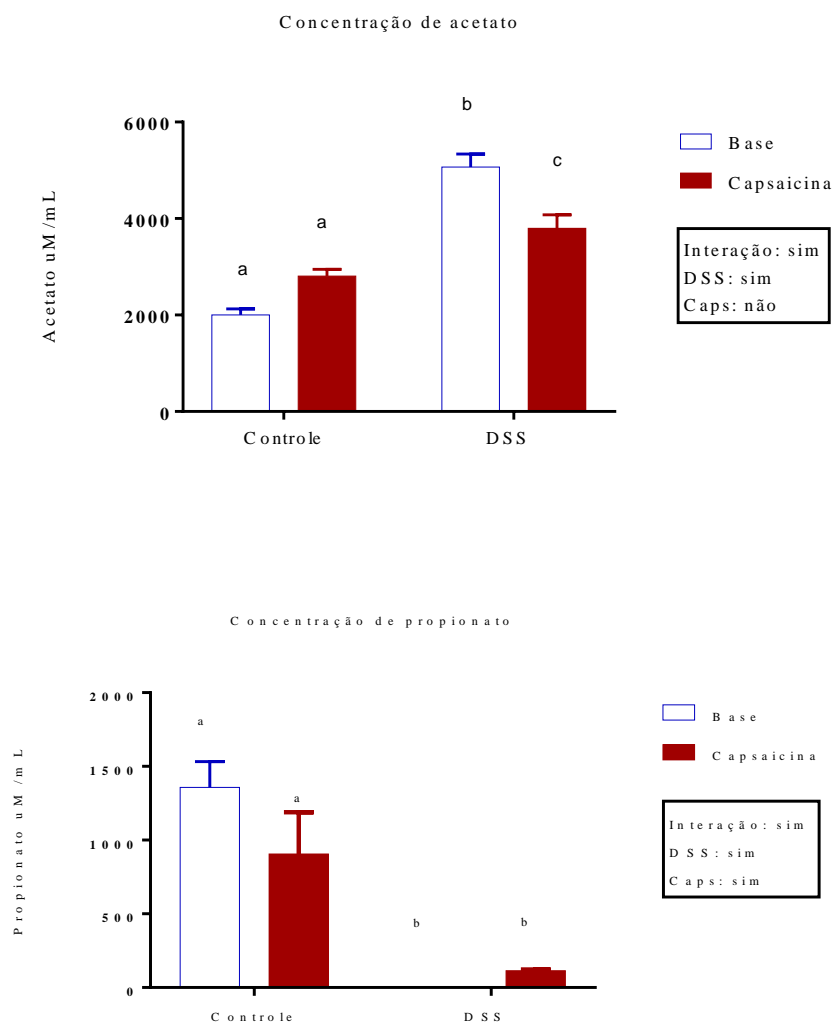 Concentração de acetato
b
6000
Base
c
Capsaicina
4000
a
a
Interação: sim
DSS: sim
Caps: não
Acetato uM/mL
2000
0
Controle
DSS
Concentração de propionato
2000
a
Base
Capsaicina
1500
a
Interação: sim
DSS: sim
Caps: sim
1000
Propionato uM/mL
500
b
b
0
Controle
DSS